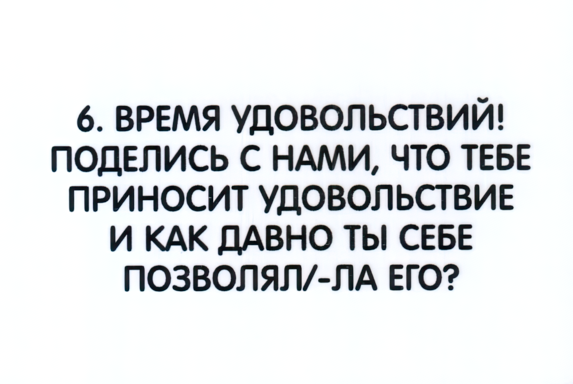 6. ВРЕМЯ УДОВОЛЬСТВИЙ!
ПОДЕЛИСЬ С НАМИ, ЧТО ТЕБЕ
ПРИНОСИТ УДОВОЛЬСТВИЕ
И КАК ДАВНО ТЫ СЕБЕ
ПОЗВОЛЯЛ/-ЛА ЕГО?